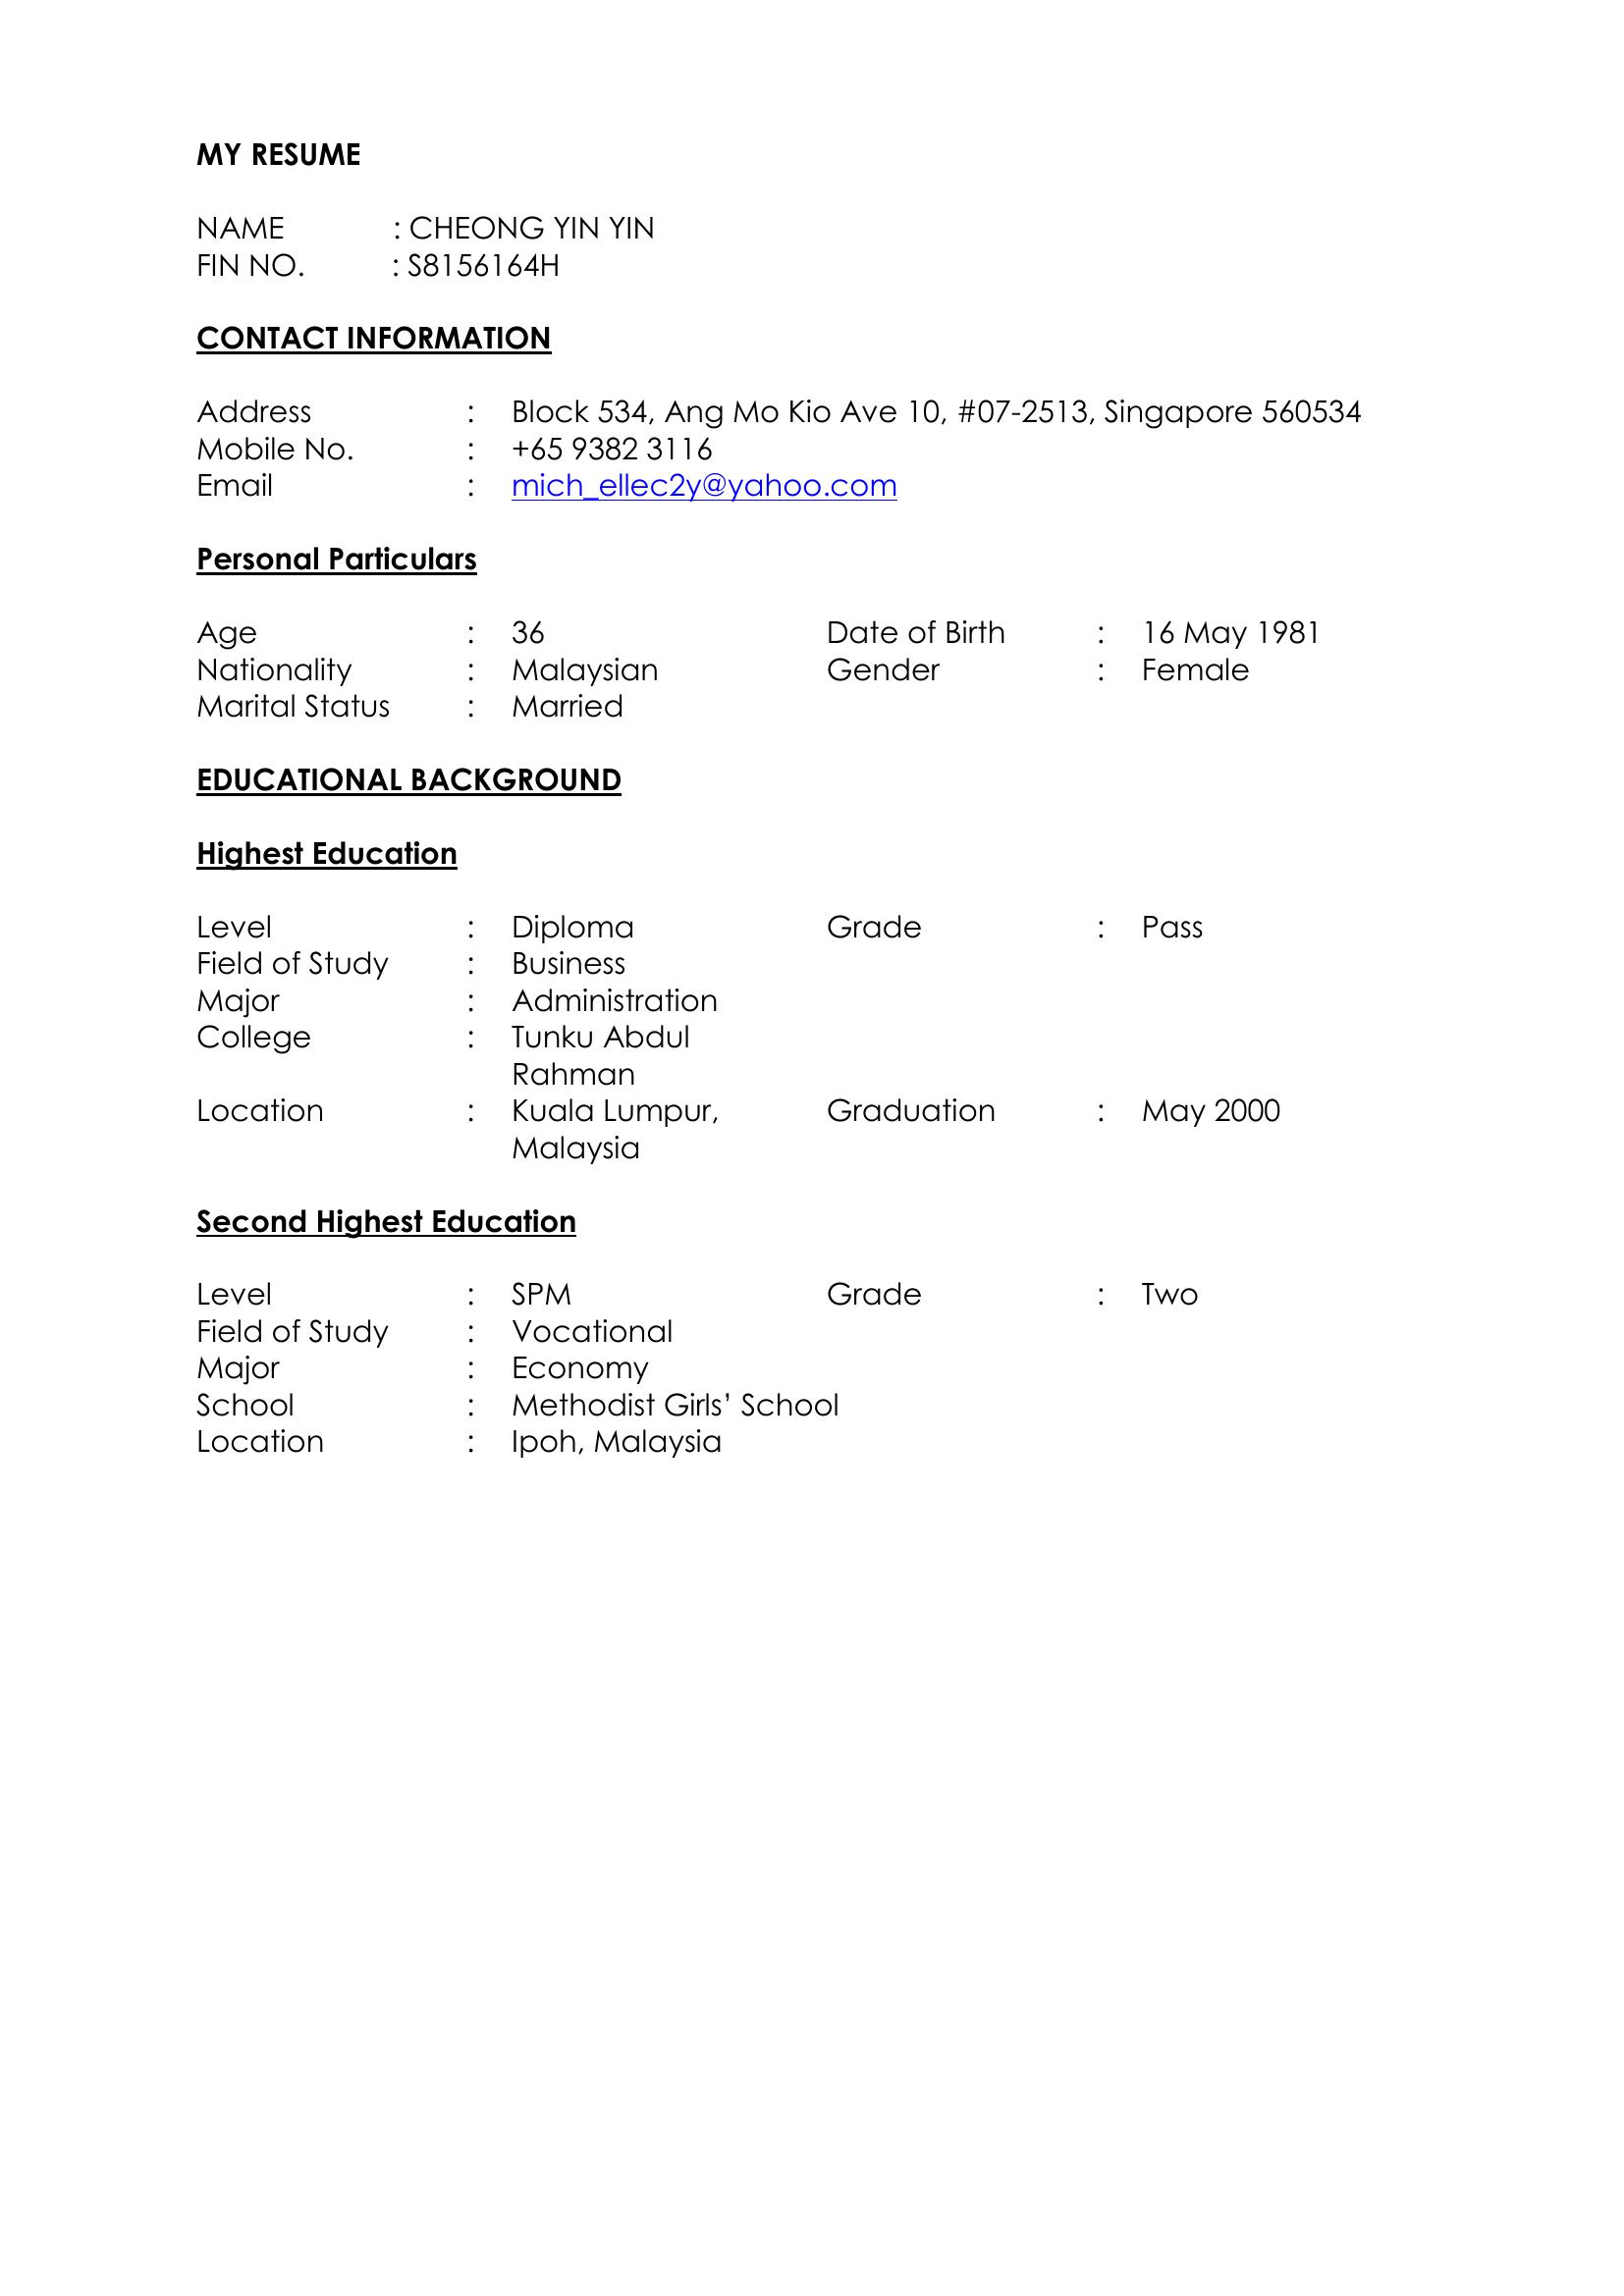 MY RESUME
NAME : CHEONG YIN YIN
FIN NO. : S8156164H
CONTACT INFORMATION
Address : Block 534, Ang Mo Kio Ave 10, #07-2513, Singapore 560534
Mobile No. : +65 9382 3116
Email : mich_ellec2y@yahoo.com
Personal Particulars
Age : 36 Date of Birth : 16 May 1981
Nationality : Malaysian Gender : Female
Marital Status : Married
EDUCATIONAL BACKGROUND
Highest Education
Level : Diploma Grade : Pass
Field of Study : Business
Major : Administration
College : Tunku Abdul
Rahman
Location : Kuala Lumpur, Graduation : May 2000
Malaysia
Second Highest Education
Level : SPM Grade : Two
Field of Study : Vocational
Major : Economy
School : Methodist Girls’ School
Location : Ipoh, Malaysia